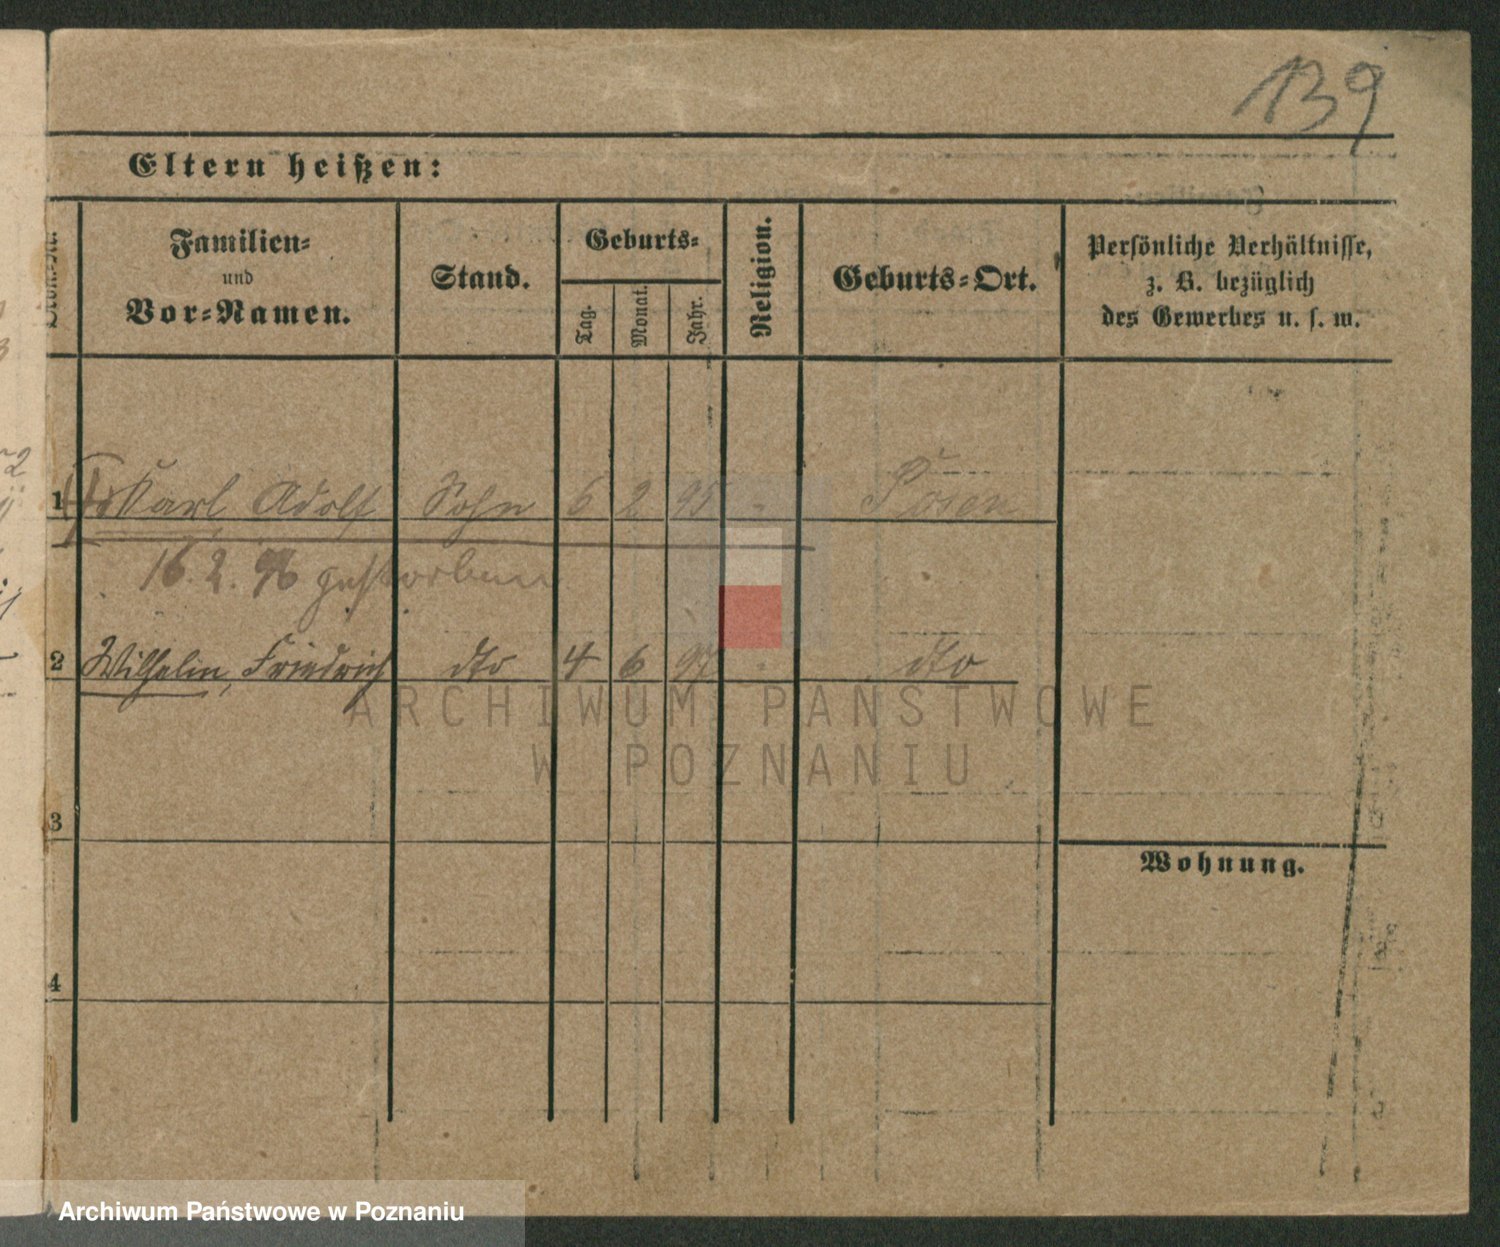 139
Eltern heißen:
Familien-
und
Vor-Namen.
Stand.
Geburts-
Tag.
Monat.
Jahr.
Religion.
Geburts-Ort.
Persönliche Verhältnisse,
z. B. bezüglich
des Gewerbes u. s. w.
1 Karl Adolf Sohn 6 2 95 - Posen
16. 2. 96 gestorben
2 Wilhelm, Friedrich dto 4 6 97 - dto
ARCHIWUM PAŃSTWOWE
W POZNANIU
3
Wohnung.
4
Archiwum Państwowe w Poznaniu